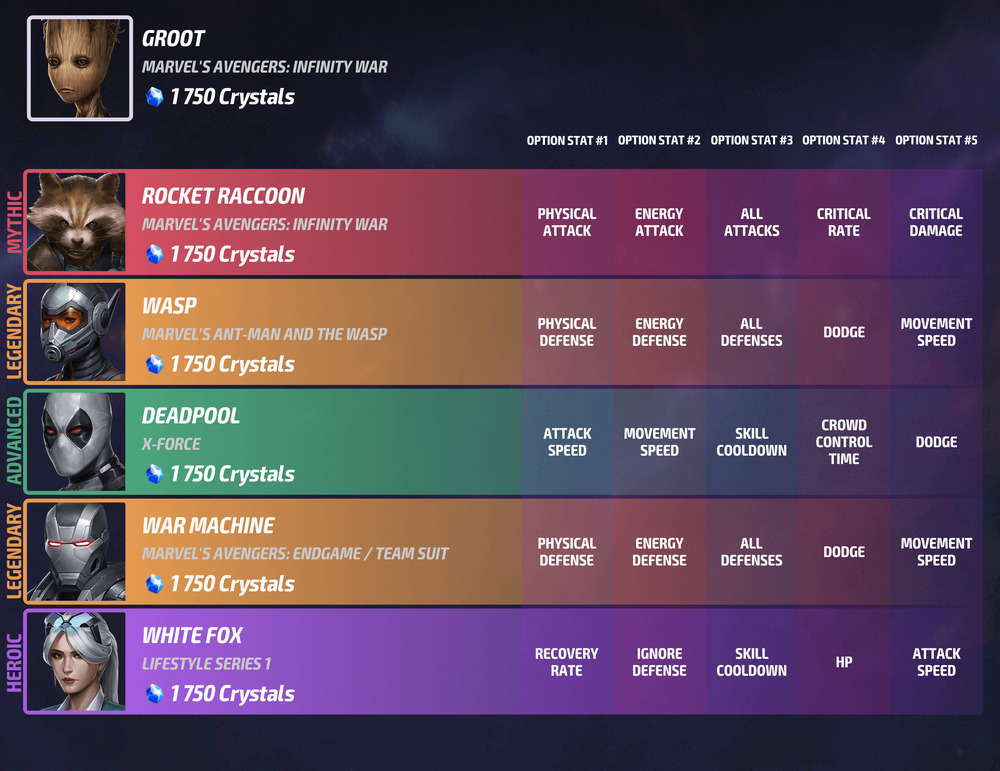 GROOT
MARVEL'S AVENGERS: INFINITY WAR
1 750 Crystals
OPTION STAT #1 OPTION STAT #2 OPTION STAT #3 OPTION STAT #4 OPTION STAT #5
MYTHIC
ROCKET RACCOON
MARVEL'S AVENGERS: INFINITY WAR
1 750 Crystals
PHYSICAL
ATTACK
ENERGY
ATTACK
ALL
ATTACKS
CRITICAL
RATE
CRITICAL
DAMAGE
LEGENDARY
WASP
MARVEL'S ANT-MAN AND THE WASP
1 750 Crystals
PHYSICAL
DEFENSE
ENERGY
DEFENSE
ALL
DEFENSES
DODGE
MOVEMENT
SPEED
ADVANCED
DEADPOOL
X-FORCE
1 750 Crystals
ATTACK
SPEED
MOVEMENT
SPEED
SKILL
COOLDOWN
CROWD
CONTROL
TIME
DODGE
LEGENDARY
WAR MACHINE
MARVEL'S AVENGERS: ENDGAME / TEAM SUIT
1 750 Crystals
PHYSICAL
DEFENSE
ENERGY
DEFENSE
ALL
DEFENSES
DODGE
MOVEMENT
SPEED
HEROIC
WHITE FOX
LIFESTYLE SERIES 1
1 750 Crystals
RECOVERY
RATE
IGNORE
DEFENSE
SKILL
COOLDOWN
HP
ATTACK
SPEED